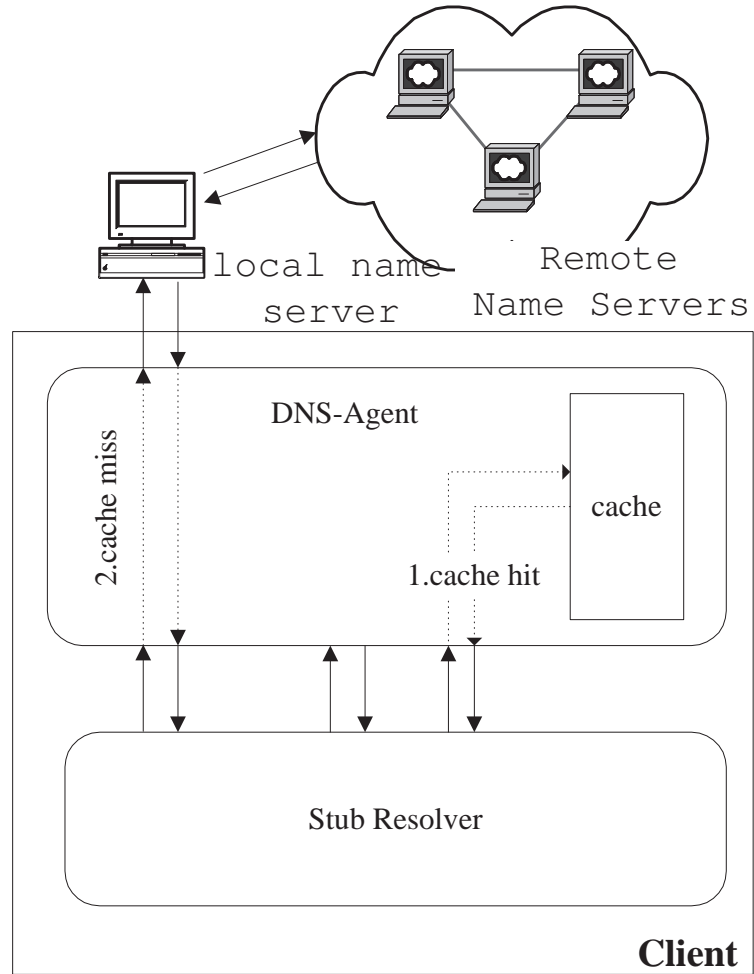 local name
server
Remote
Name Servers
DNS-Agent
2.cache miss
cache
1.cache hit
Stub Resolver
Client